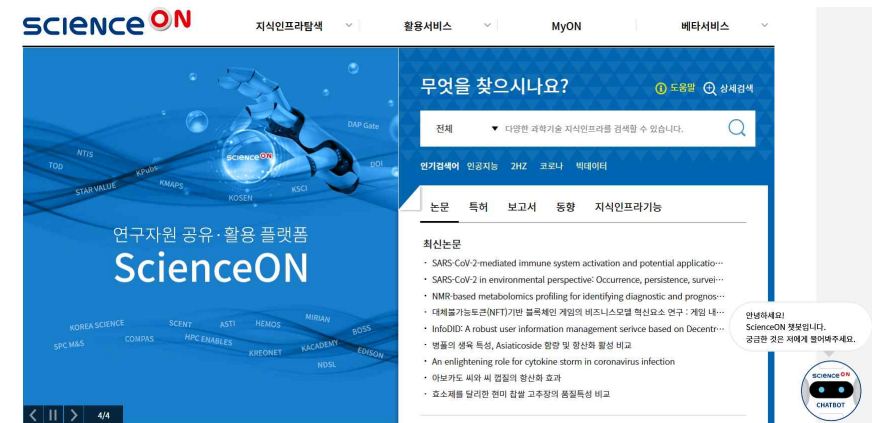 SCIENCE ON
지식인프라탐색
활용서비스
MyON
베타서비스
무엇을 찾으시나요?
도움말
상세검색
전체
다양한 과학기술 지식인프라를 검색할 수 있습니다.
인기검색어 인공지능 2HZ 코로나 빅데이터
DAP Gate
NTIS
TOD
KPubs
SCIENCE ON
DOI
STAR VALUE
KMAPS
KSCI
KOSEN
연구자원 공유·활용 플랫폼
ScienceON
KOREA SCIENCE
SCENT
ASTI
HEMOS
MIRIAN
BOSS
SPC M&S
COMPAS
HPC ENABLES
KREONET
KACADEMY
EDISON
NDSL
4/4
논문 특허 보고서 동향 지식인프라기능
최신논문
· SARS-CoV-2-mediated immune system activation and potential applicatio…
· SARS-CoV-2 in environmental perspective: Occurrence, persistence, survei…
· NMR-based metabolomics profiling for identifying diagnostic and prognos…
· 대체불가능토큰(NFT)기반 블록체인 게임의 비즈니스모델 혁신요소 연구 : 게임 내…
· InfoDID: A robust user information management serivce based on Decentr…
· 병풀의 생육 특성, Asiaticoside 함량 및 항산화 활성 비교
· An enlightening role for cytokine storm in coronavirus infection
· 아보카도 씨와 씨 껍질의 항산화 효과
· 효소제를 달리한 현미 찹쌀 고추장의 품질특성 비교
안녕하세요!
ScienceON 챗봇입니다.
궁금한 것은 저에게 물어봐주세요.
SCIENCE ON
CHATBOT